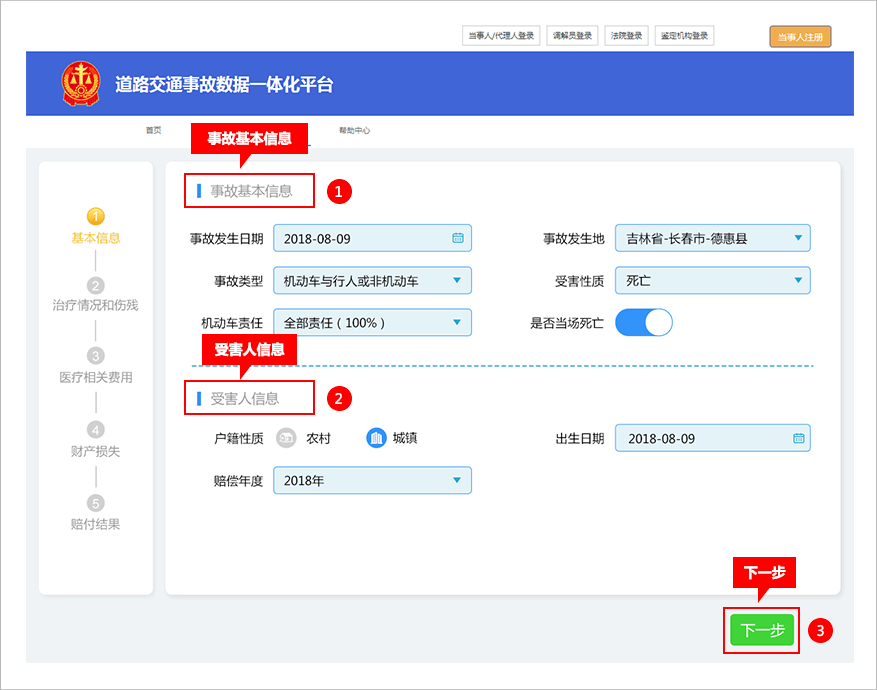 当事人/代理人登录 调解员登录 法院登录 鉴定机构登录 当事人注册
道路交通事故数据一体化平台
首页 帮助中心
事故基本信息
事故基本信息 1
1
基本信息
2
治疗情况和伤残
3
医疗相关费用
4
财产损失
5
赔付结果
事故发生日期 2018-08-09 事故发生地 吉林省-长春市-德惠县
事故类型 机动车与行人或非机动车 受害性质 死亡
机动车责任 全部责任（100%） 是否当场死亡
受害人信息
受害人信息 2
户籍性质 农村 城镇 出生日期 2018-08-09
赔偿年度 2018年
下一步
下一步 3